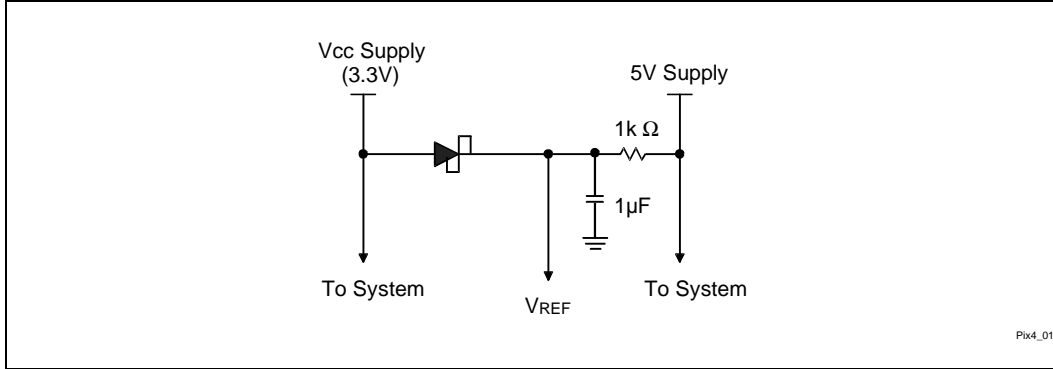 Vcc Supply
(3.3V)
5V Supply
1k Ω
1µF
To System
VREF
To System
Pix4_01